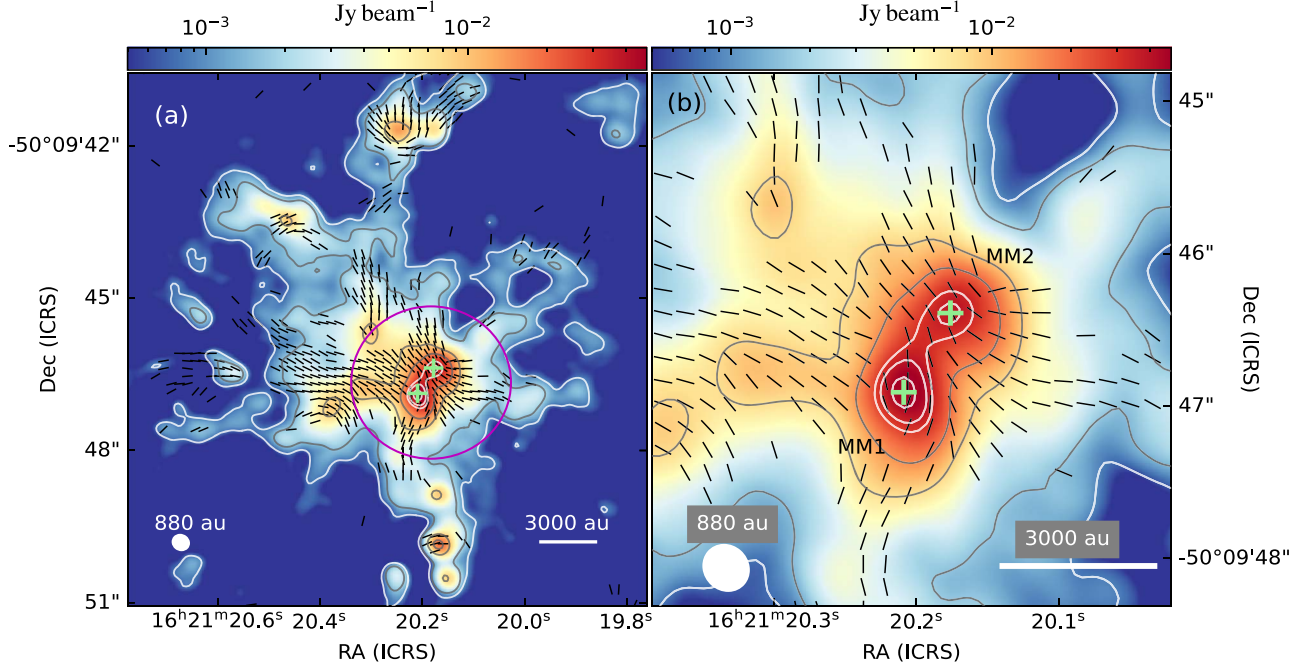 Jy beam⁻¹
Jy beam⁻¹
10⁻³
10⁻²
10⁻³
10⁻²
(a)
-50°09'42"
45"
48"
51"
Dec (ICRS)
880 au
3000 au
16ʰ21ᵐ20.6ˢ
20.4ˢ
20.2ˢ
20.0ˢ
19.8ˢ
RA (ICRS)
(b)
MM2
MM1
880 au
3000 au
45"
46"
47"
-50°09'48"
Dec (ICRS)
16ʰ21ᵐ20.3ˢ
20.2ˢ
20.1ˢ
RA (ICRS)